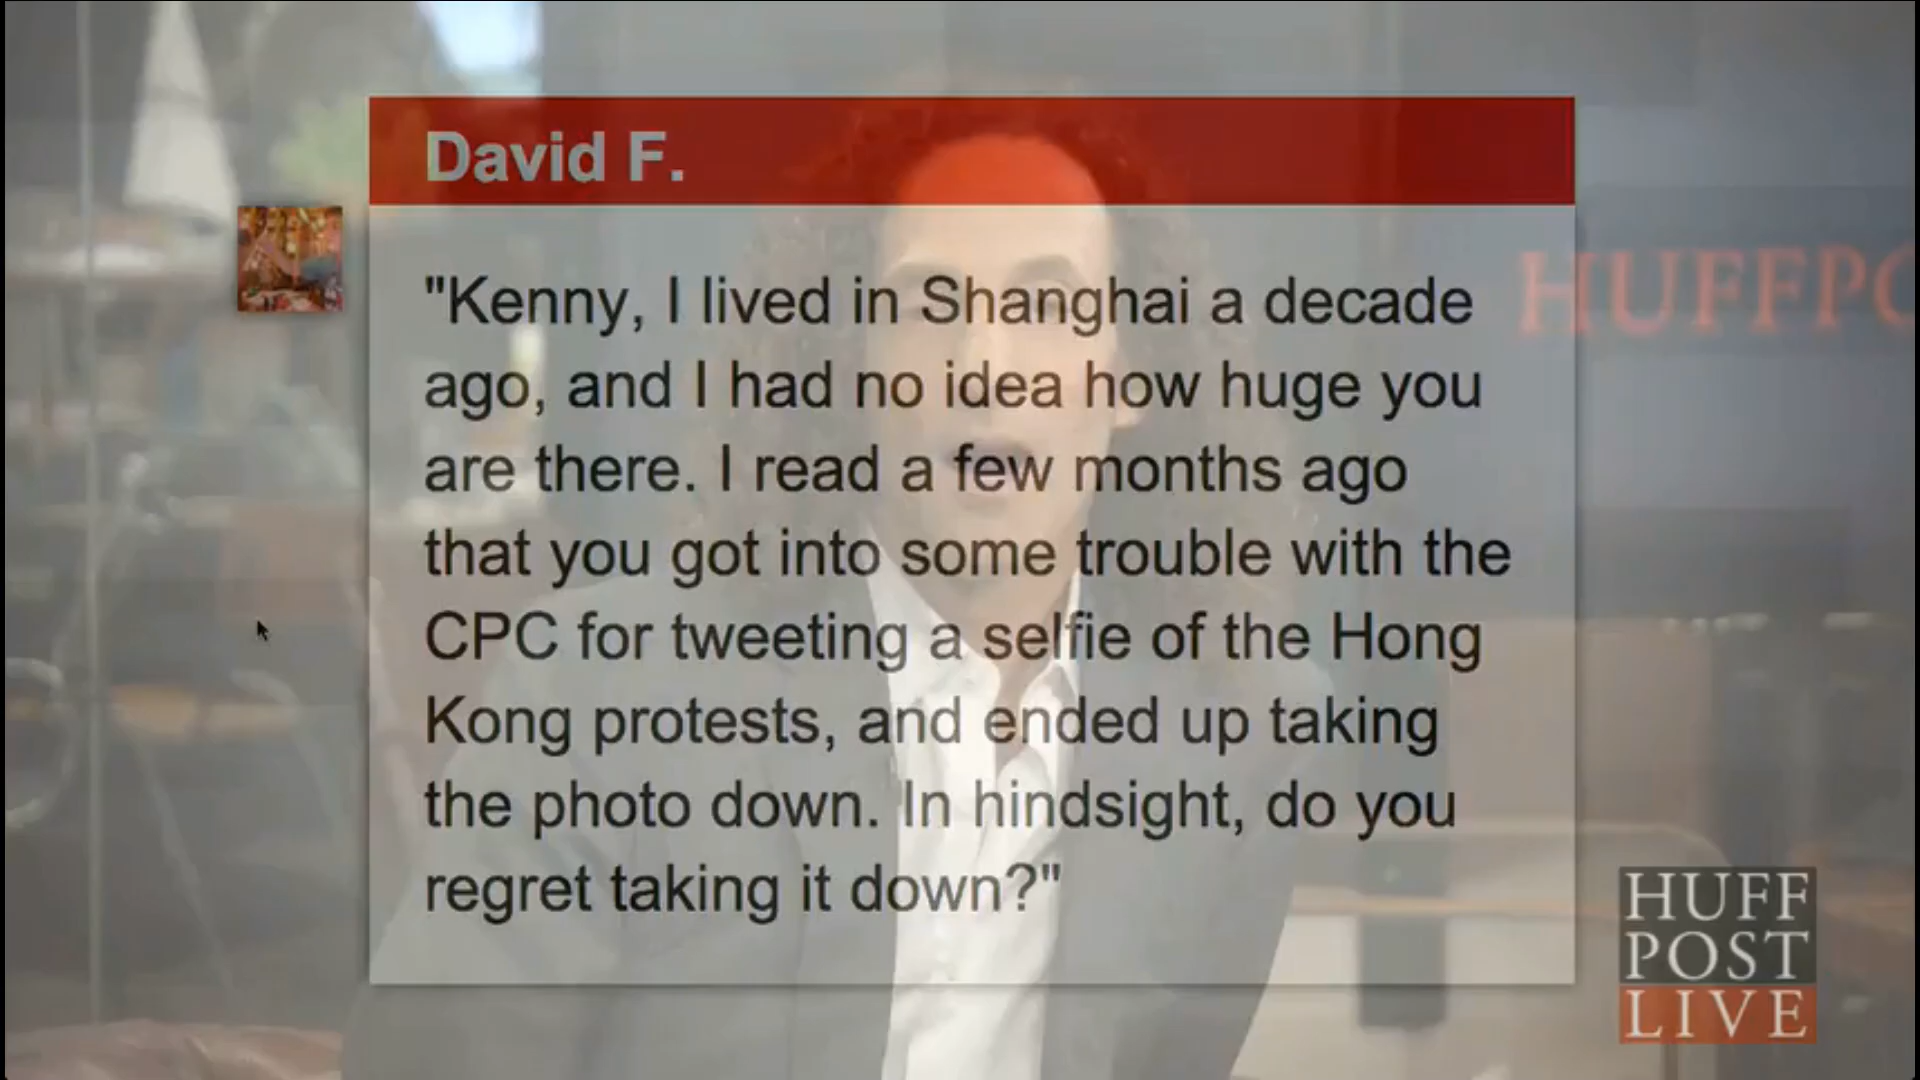 David F.
"Kenny, I lived in Shanghai a decade
ago, and I had no idea how huge you
are there. I read a few months ago
that you got into some trouble with the
CPC for tweeting a selfie of the Hong
Kong protests, and ended up taking
the photo down. In hindsight, do you
regret taking it down?"
HUFFPO
HUFF
POST
LIVE